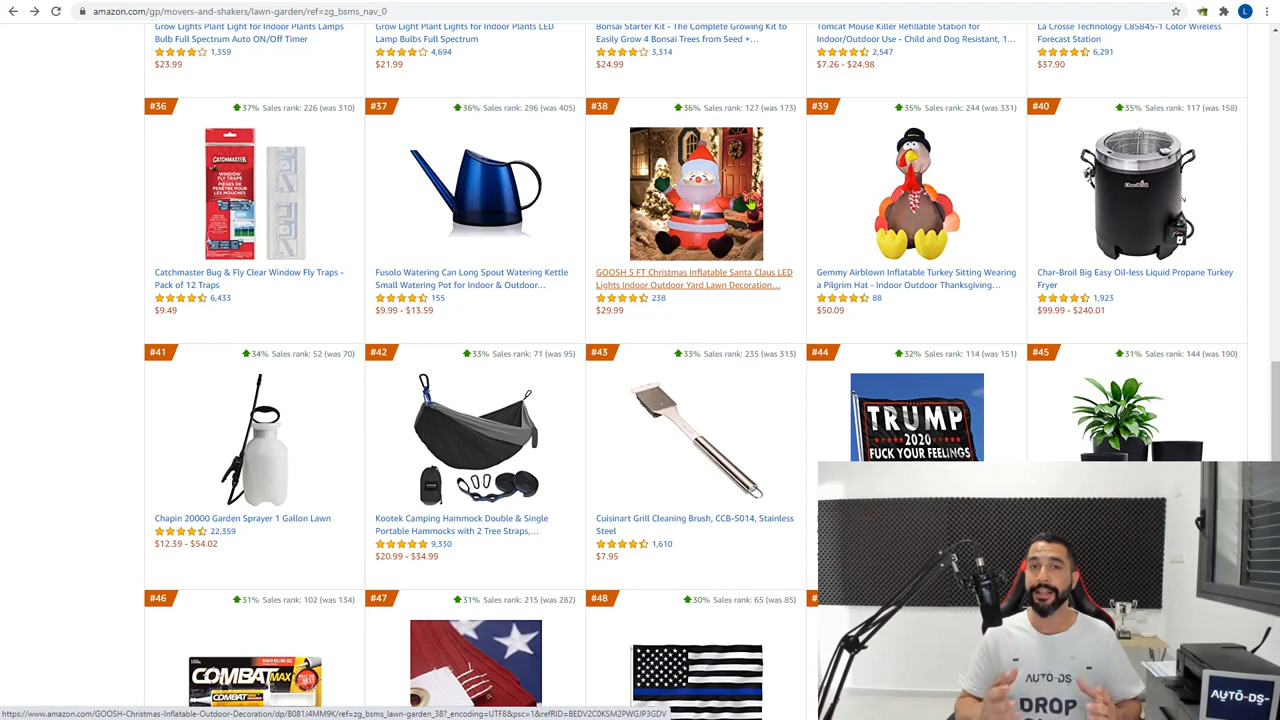 amazon.com/gp/movers-and-shakers/lawn-garden/ref=zg_bsms_nav_0
L
Grow Lights Plant Light for Indoor Plants Lamps
Bulb Full Spectrum Auto ON/Off Timer
1,359
$23.99
Grow Light Plant Lights for Indoor Plants LED
Lamp Bulbs Full Spectrum
4,694
$21.99
Bonsai Starter Kit - The Complete Growing Kit to
Easily Grow 4 Bonsai Trees from Seed +...
3,314
$24.99
Tomcat Mouse Killer Refillable Station for
Indoor/Outdoor Use - Child and Dog Resistant, 1...
2,547
$7.26 - $24.98
La Crosse Technology C85845-1 Color Wireless
Forecast Station
6,291
$37.90
#36
37% Sales rank: 226 (was 310)
CATCHMASTER
WINDOW
FLY TRAPS
Catchmaster Bug & Fly Clear Window Fly Traps -
Pack of 12 Traps
6,433
$9.49
#37
36% Sales rank: 296 (was 405)
Fusolo Watering Can Long Spout Watering Kettle
Small Watering Pot for Indoor & Outdoor...
155
$9.99 - $13.59
#38
36% Sales rank: 127 (was 173)
GOOSH 5 FT Christmas Inflatable Santa Claus LED
Lights Indoor Outdoor Yard Lawn Decoration...
238
$29.99
#39
35% Sales rank: 244 (was 331)
Gemmy Airblown Inflatable Turkey Sitting Wearing
a Pilgrim Hat - Indoor Outdoor Thanksgiving...
88
$50.09
#40
35% Sales rank: 117 (was 158)
Char-Broil
Char-Broil Big Easy Oil-less Liquid Propane Turkey
Fryer
1,923
$99.99 - $240.01
#41
34% Sales rank: 52 (was 70)
Chapin 20000 Garden Sprayer 1 Gallon Lawn
22,359
$12.39 - $54.02
#42
33% Sales rank: 71 (was 95)
Kootek Camping Hammock Double & Single
Portable Hammocks with 2 Tree Straps,...
9,330
$20.99 - $34.99
#43
33% Sales rank: 235 (was 313)
Cuisinart Grill Cleaning Brush, CCB-5014, Stainless
Steel
1,610
$7.95
#44
32% Sales rank: 114 (was 151)
TRUMP
2020
FUCK YOUR FEELINGS
#45
31% Sales rank: 144 (was 190)
#46
31% Sales rank: 102 (was 134)
COMBAT
MAX
COMBAT
#47
31% Sales rank: 215 (was 282)
#48
30% Sales rank: 65 (was 85)
AUTO-DS
DROP
AUTO-DS-
https://www.amazon.com/GOOSH-Christmas-Inflatable-Outdoor-Decoration/dp/B081J4MM9K/ref=zg_bsms_lawn-garden_38?_encoding=UTF8&psc=1&refRID=BEDV2C0KSM2PWGJP3GDV